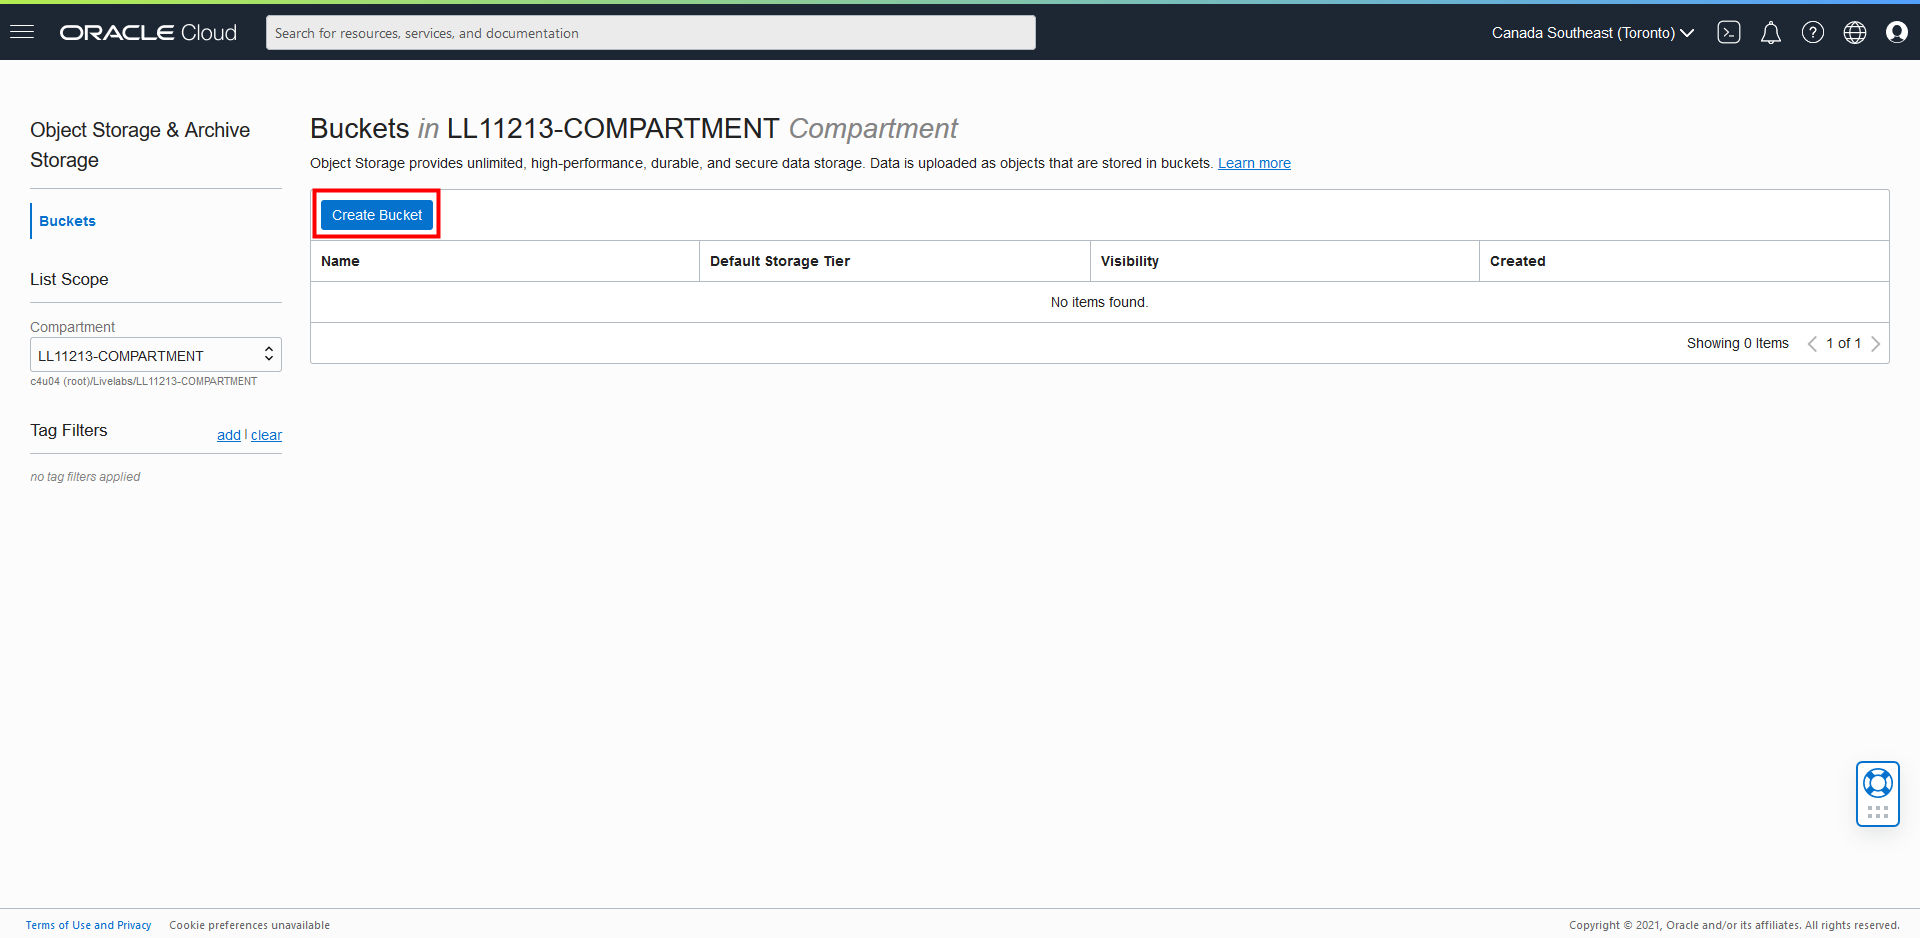 ORACLE Cloud
Search for resources, services, and documentation
Canada Southeast (Toronto)
Object Storage & Archive
Storage
Buckets
List Scope
Compartment
LL11213-COMPARTMENT
c4u04 (root)/Livelabs/LL11213-COMPARTMENT
Tag Filters
add | clear
no tag filters applied
Buckets in LL11213-COMPARTMENT Compartment
Object Storage provides unlimited, high-performance, durable, and secure data storage. Data is uploaded as objects that are stored in buckets. Learn more
Create Bucket
Name Default Storage Tier Visibility Created
No items found.
Showing 0 Items < 1 of 1 >
Terms of Use and Privacy Cookie preferences unavailable
Copyright © 2021, Oracle and/or its affiliates. All rights reserved.